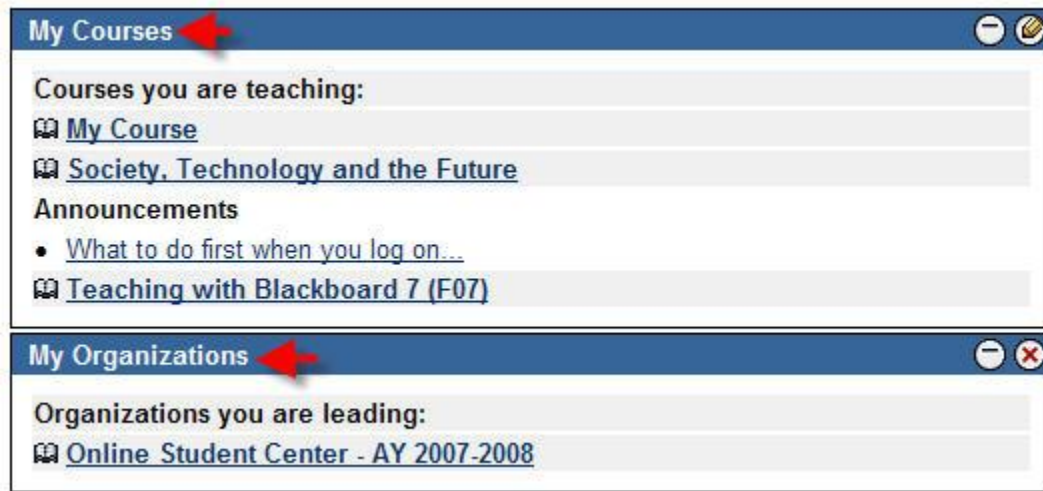 My Courses
Courses you are teaching:
My Course
Society, Technology and the Future
Announcements
• What to do first when you log on...
Teaching with Blackboard 7 (F07)
My Organizations
Organizations you are leading:
Online Student Center - AY 2007-2008